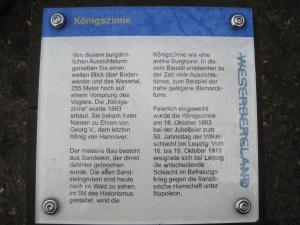 Königszinne
Von diesem burgähn-
lichen Aussichtsturm
genießen Sie einen
weiten Blick über Boden-
werder und das Wesertal.
255 Meter hoch auf
einem Vorsprung des
Voglers. Die „Königs-
zinne" wurde 1863
erbaut. Sie bekam ihren
Namen zu Ehren von
Georg V., dem letzten
König von Hannover.
Der massive Bau besteht
aus Sandstein, der direkt
dahinter gebrochen
wurde. Die alten Sand-
steingruben sind heute
noch im Wald zu sehen.
Im Stil des Historismus
gestaltet, wirkt die
Königszinne wie eine
antike Burgruine. In die-
sem Baustil entstanden zu
der Zeit viele Aussichts-
türme, zum Beispiel der
nahe gelegene Bismarck-
turm.
Feierlich eingeweiht
wurde die Königszinne
am 18. Oktober 1863
bei der Jubelfeier zum
50. Jahrestag der Völker-
schlacht bei Leipzig. Vom
16. bis 19. Oktober 1813
ereignete sich bei Leipzig
die entscheidende
Schlacht im Befreiungs-
krieg gegen die franzö-
sische Herrschaft unter
Napoleon.
WESERBERGLAND